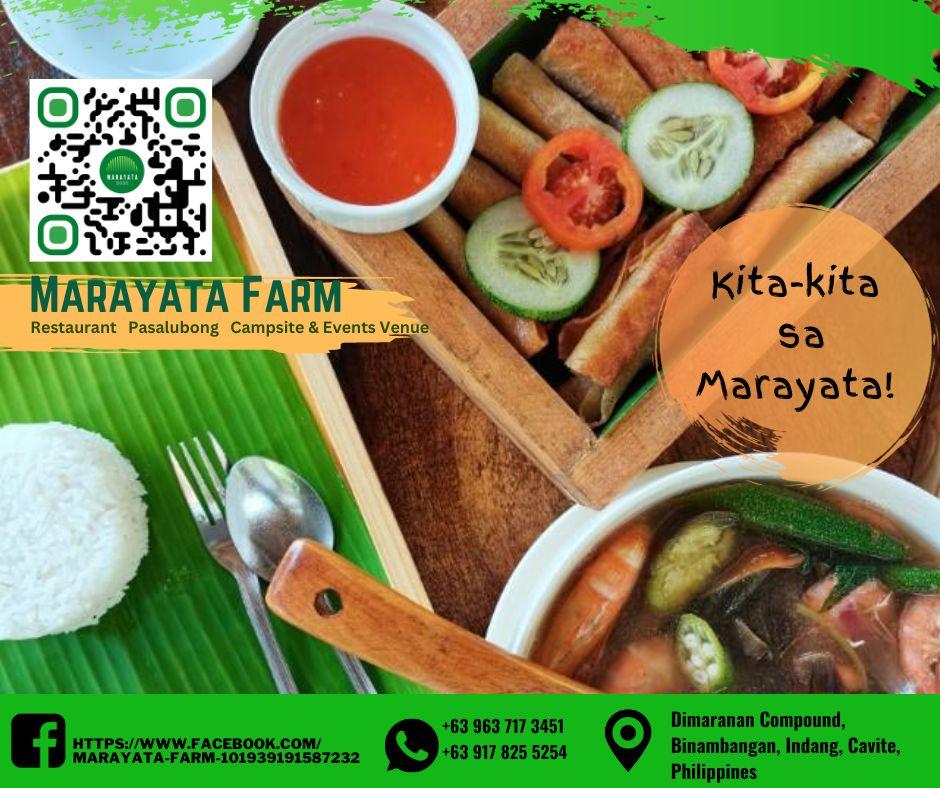 MARAYATA
MARAYATA FARM
Restaurant Pasalubong Campsite & Events Venue
Kita-kita
sa
Marayata!
HTTPS://WWW.FACEBOOK.COM/
MARAYATA-FARM-101939191587232
+63 963 717 3451
+63 917 825 5254
Dimaranan Compound,
Binambangan, Indang, Cavite,
Philippines